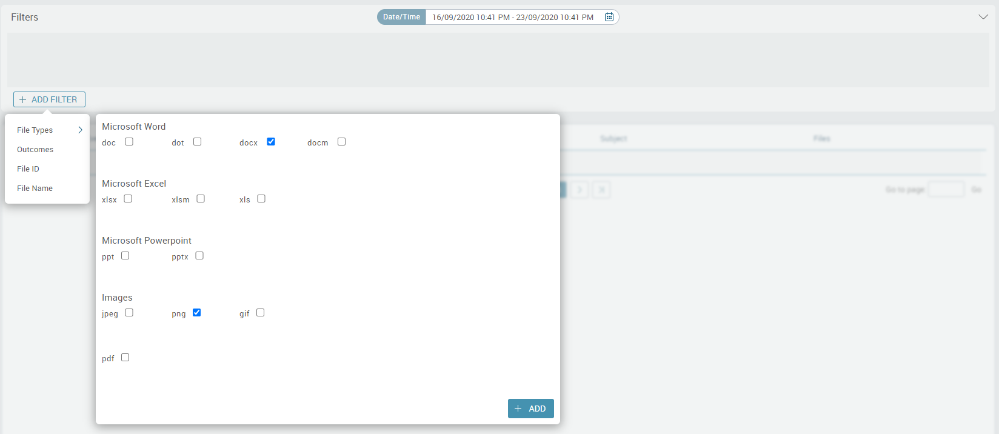 Filters
Date/Time 16/09/2020 10:41 PM - 23/09/2020 10:41 PM
ADD FILTER
File Types
Outcomes
File ID
File Name
Microsoft Word
doc dot docx docm
Microsoft Excel
xlsx xlsm xls
Microsoft Powerpoint
ppt pptx
Images
jpeg png gif
pdf
ADD
Subject Files
Go to page Go